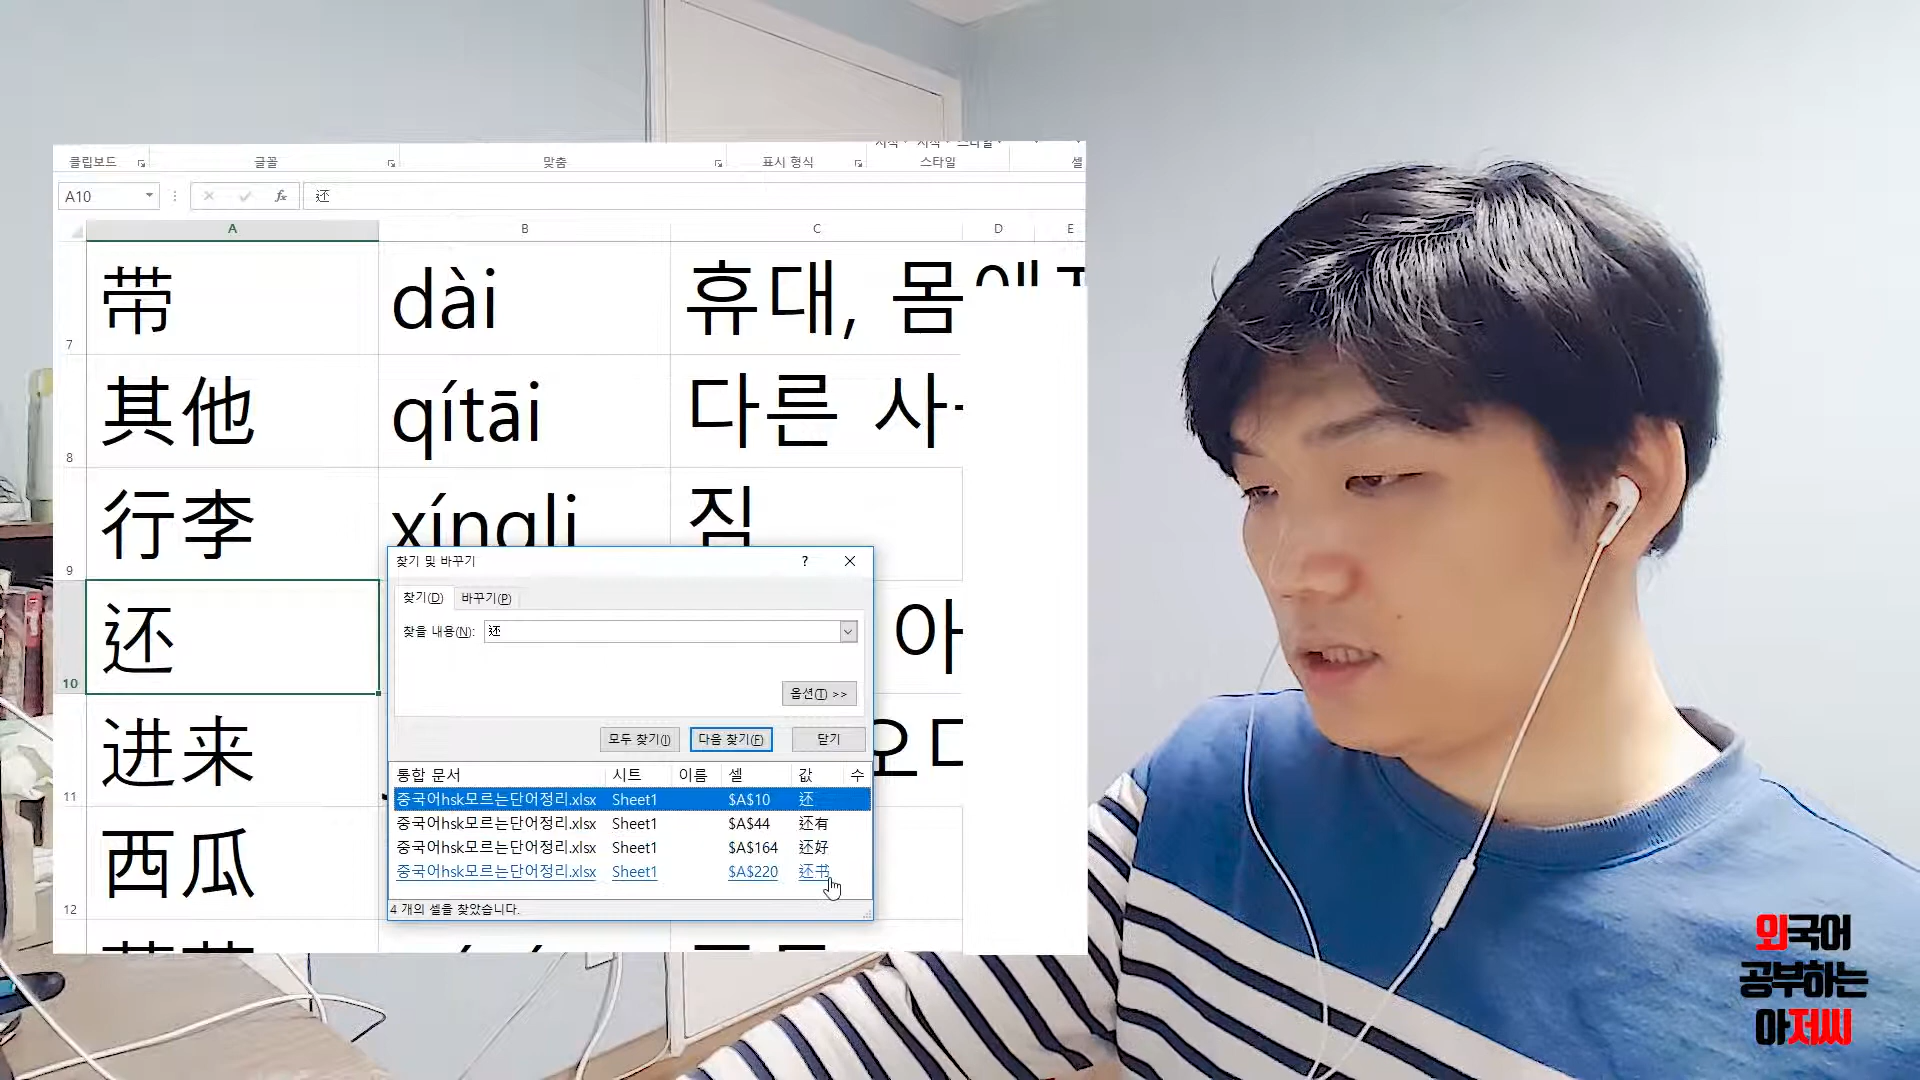 클립보드 글꼴 맞춤 표시 형식 스타일 셀
A10 fx 还
A B C D E
7 带 dài 휴대, 몸에
8 其他 qítāi 다른
9 行李 xíngli 짐
10 还
11 进来
12 西瓜
찾기 및 바꾸기 ?
찾기(D) 바꾸기(P)
찾을 내용(N): 还
옵션(T) >>
모두 찾기(I) 다음 찾기(F) 닫기
통합 문서 시트 이름 셀 값 수
중국어hsk모르는단어정리.xlsx Sheet1 $A$10 还
중국어hsk모르는단어정리.xlsx Sheet1 $A$44 还有
중국어hsk모르는단어정리.xlsx Sheet1 $A$164 还好
중국어hsk모르는단어정리.xlsx Sheet1 $A$220 还书
4 개의 셀을 찾았습니다.
외국어
공부하는
아저씨